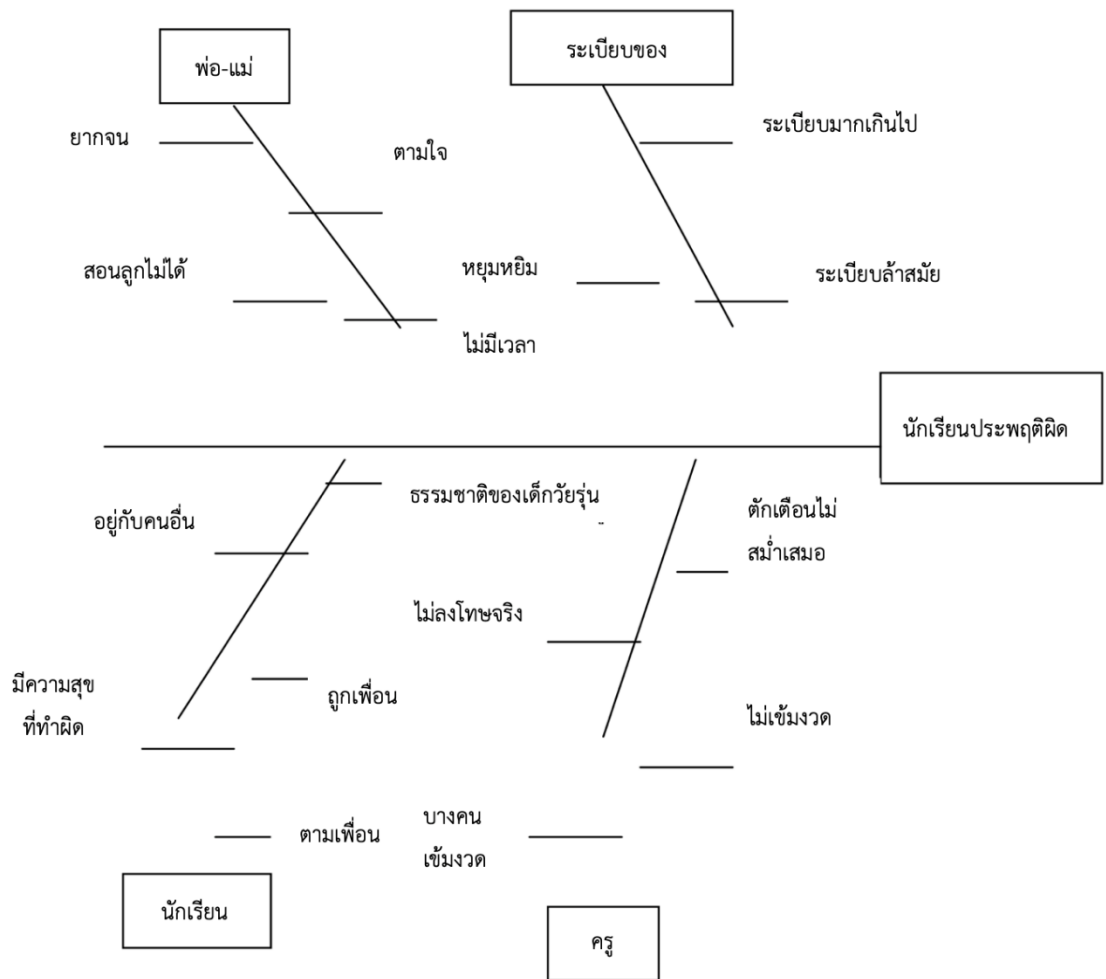 พ่อ-แม่
ระเบียบของ
ยากจน
ตามใจ
ระเบียบมากเกินไป
สอนลูกไม่ได้
หยุมหยิม
ระเบียบล้าสมัย
ไม่มีเวลา
นักเรียนประพฤติผิด
ธรรมชาติของเด็กวัยรุ่น
อยู่กับคนอื่น
ตักเตือนไม่
สม่ำเสมอ
ไม่ลงโทษจริง
มีความสุข
ที่ทำผิด
ถูกเพื่อน
ไม่เข้มงวด
ตามเพื่อน
บางคน
เข้มงวด
นักเรียน
ครู